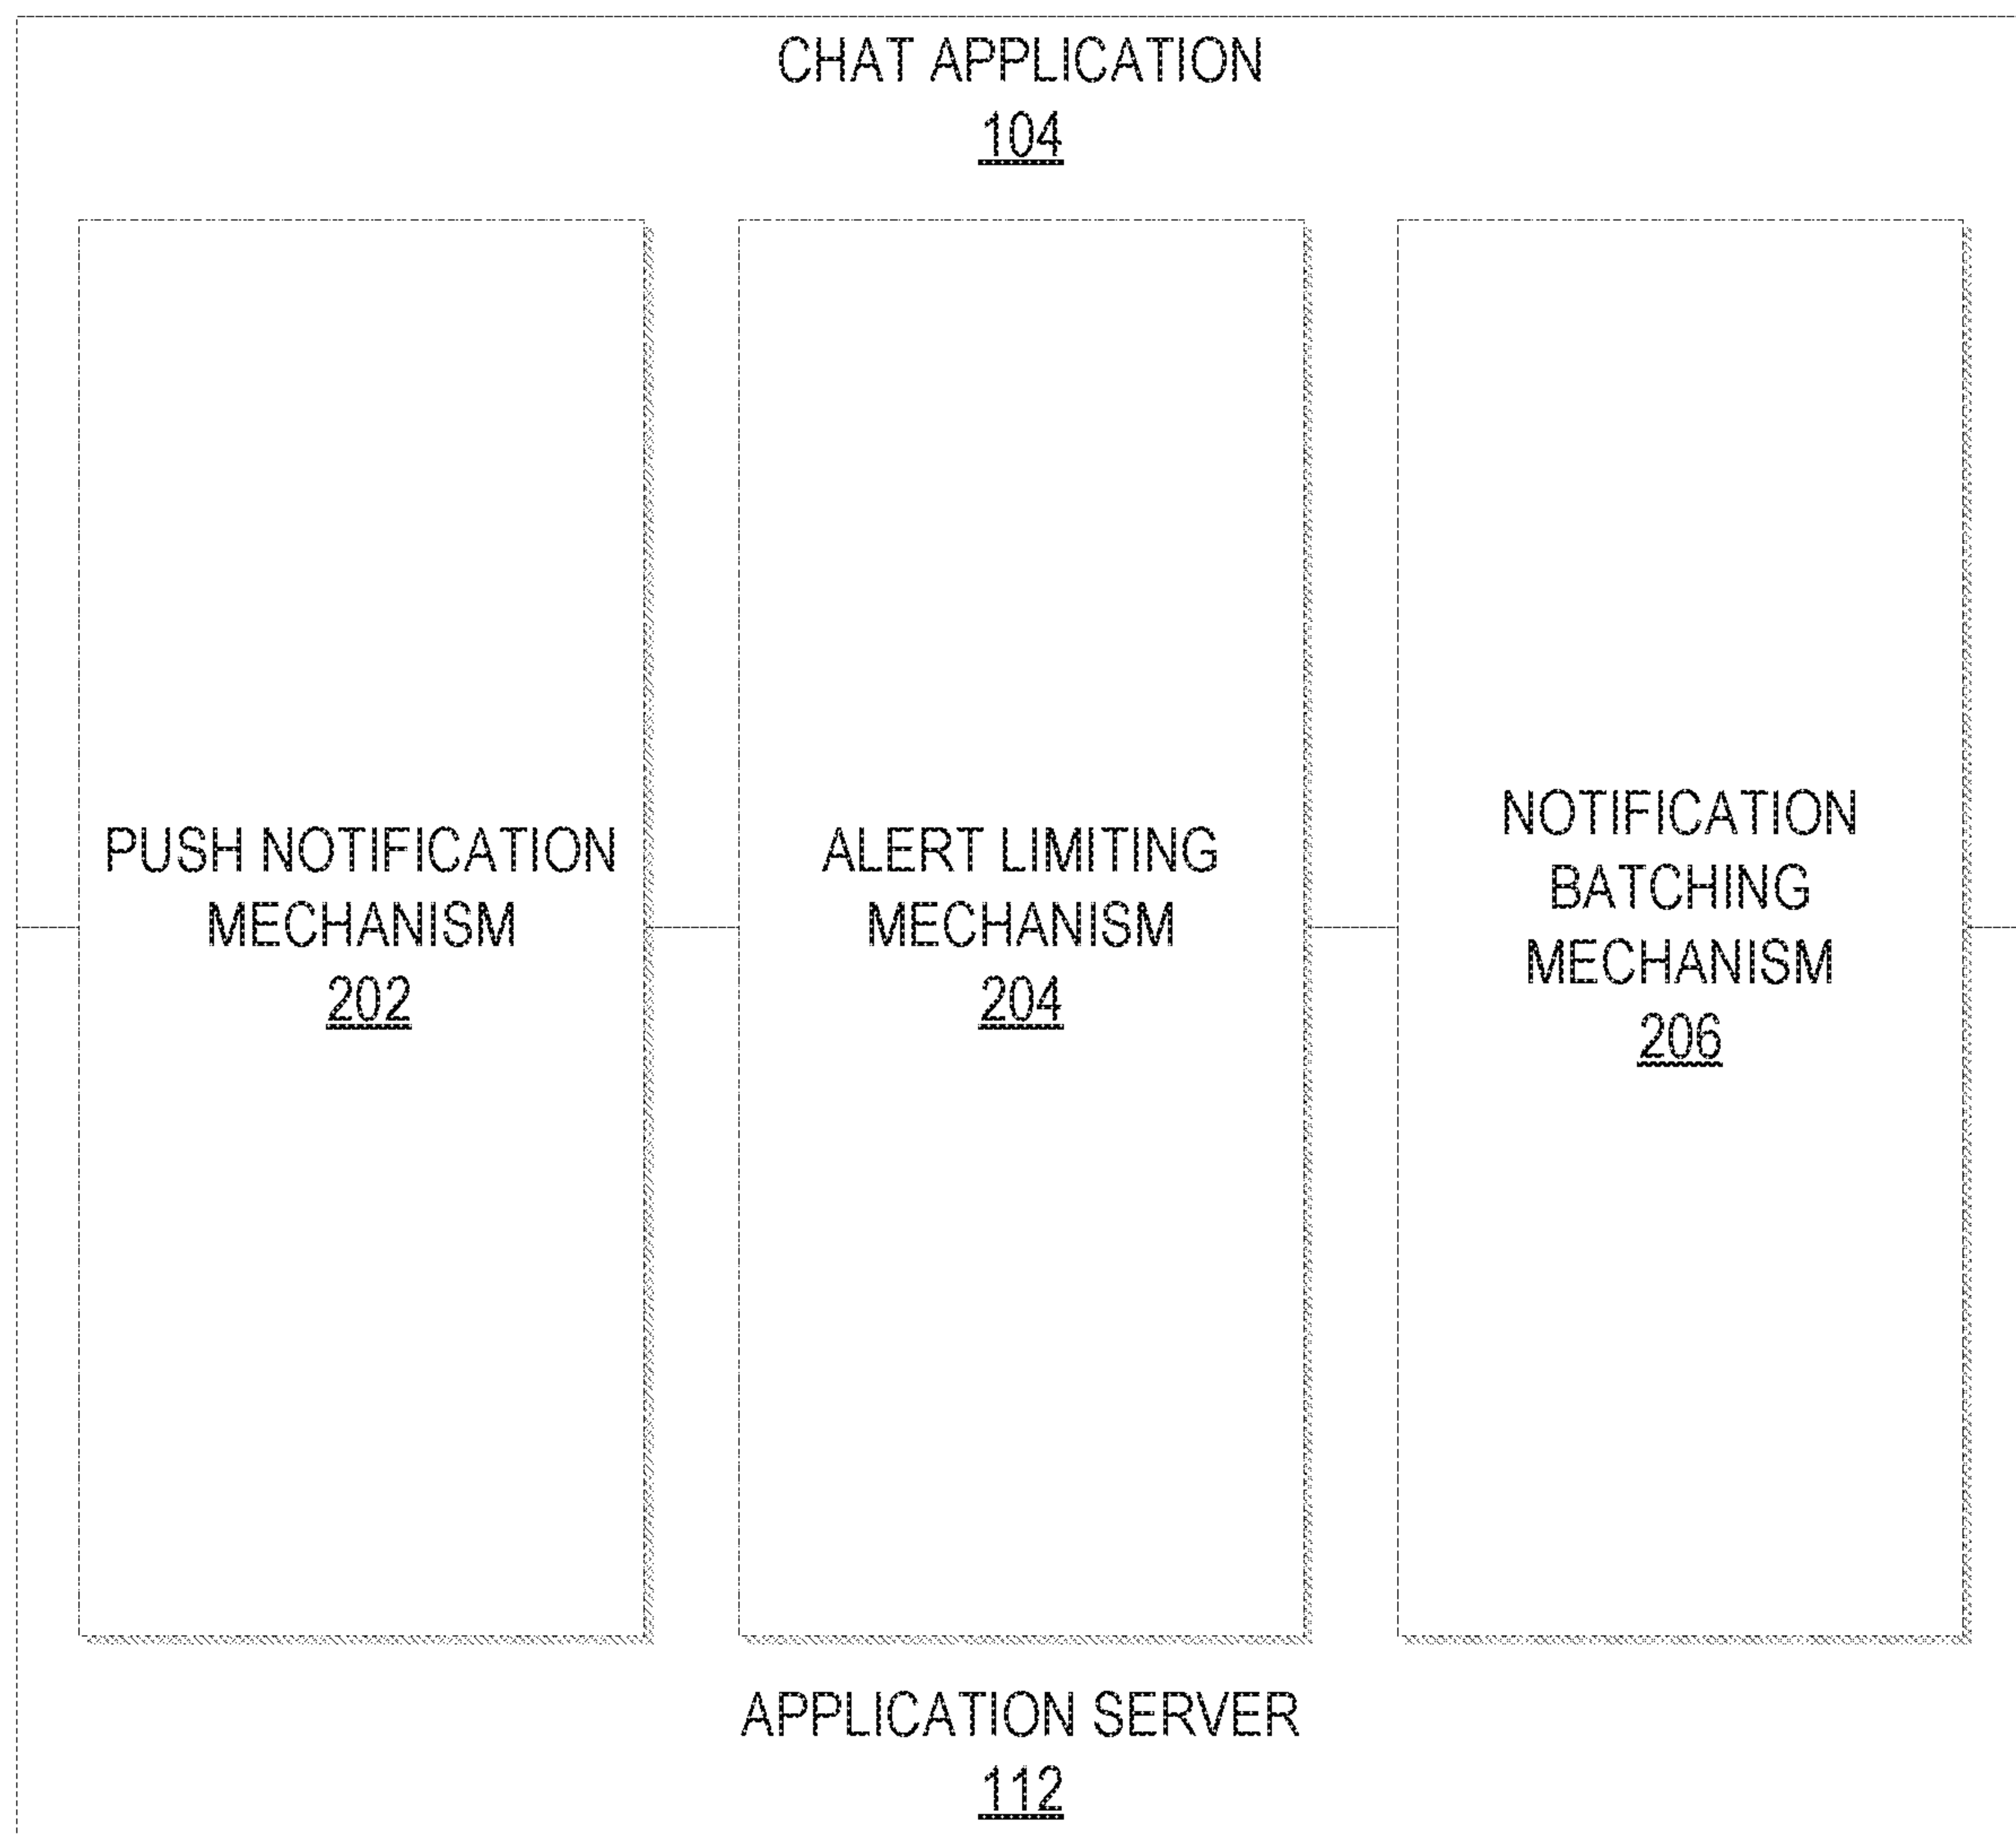 CHAT APPLICATION
104
PUSH NOTIFICATION
MECHANISM
202
ALERT LIMITING
MECHANISM
204
NOTIFICATION
BATCHING
MECHANISM
206
APPLICATION SERVER
112